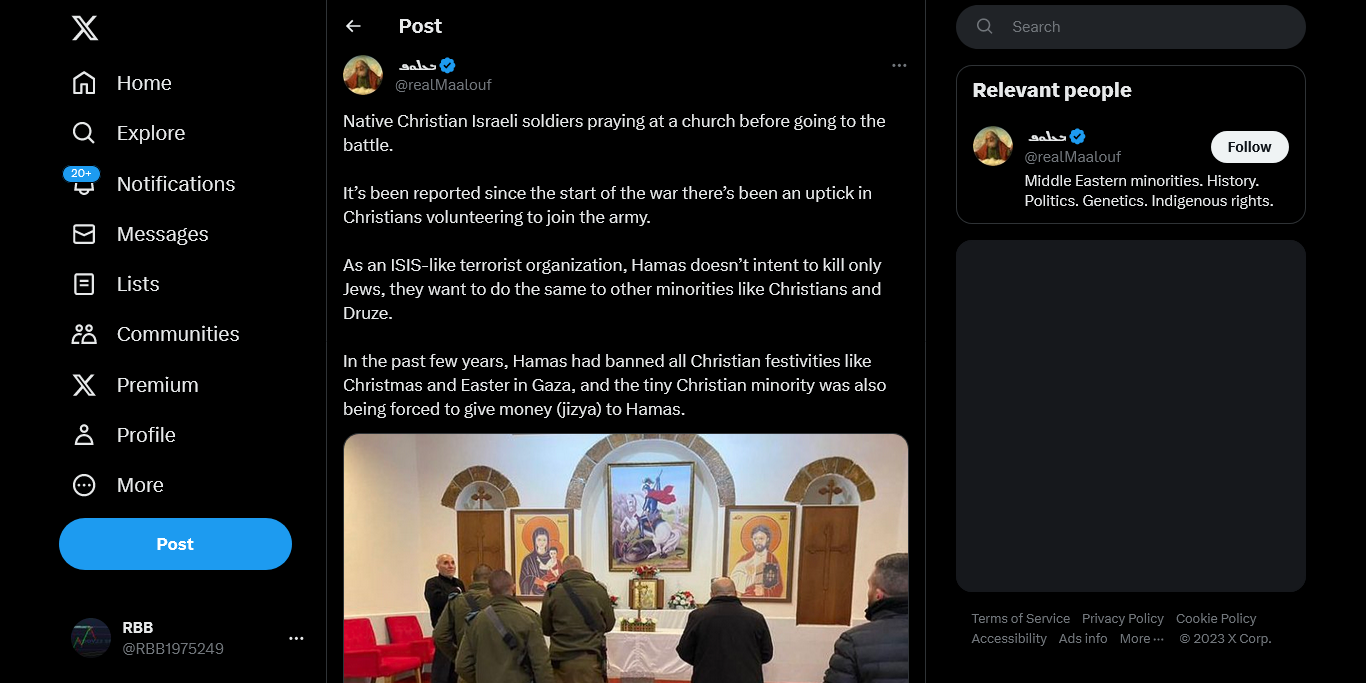 Home
Explore
20+
Notifications
Messages
Lists
Communities
Premium
Profile
More
Post
RBB
@RBB1975249
Post
@realMaalouf
Native Christian Israeli soldiers praying at a church before going to the
battle.
It’s been reported since the start of the war there’s been an uptick in
Christians volunteering to join the army.
As an ISIS-like terrorist organization, Hamas doesn’t intent to kill only
Jews, they want to do the same to other minorities like Christians and
Druze.
In the past few years, Hamas had banned all Christian festivities like
Christmas and Easter in Gaza, and the tiny Christian minority was also
being forced to give money (jizya) to Hamas.
Search
Relevant people
@realMaalouf
Follow
Middle Eastern minorities. History.
Politics. Genetics. Indigenous rights.
Terms of Service Privacy Policy Cookie Policy
Accessibility Ads info More ··· © 2023 X Corp.